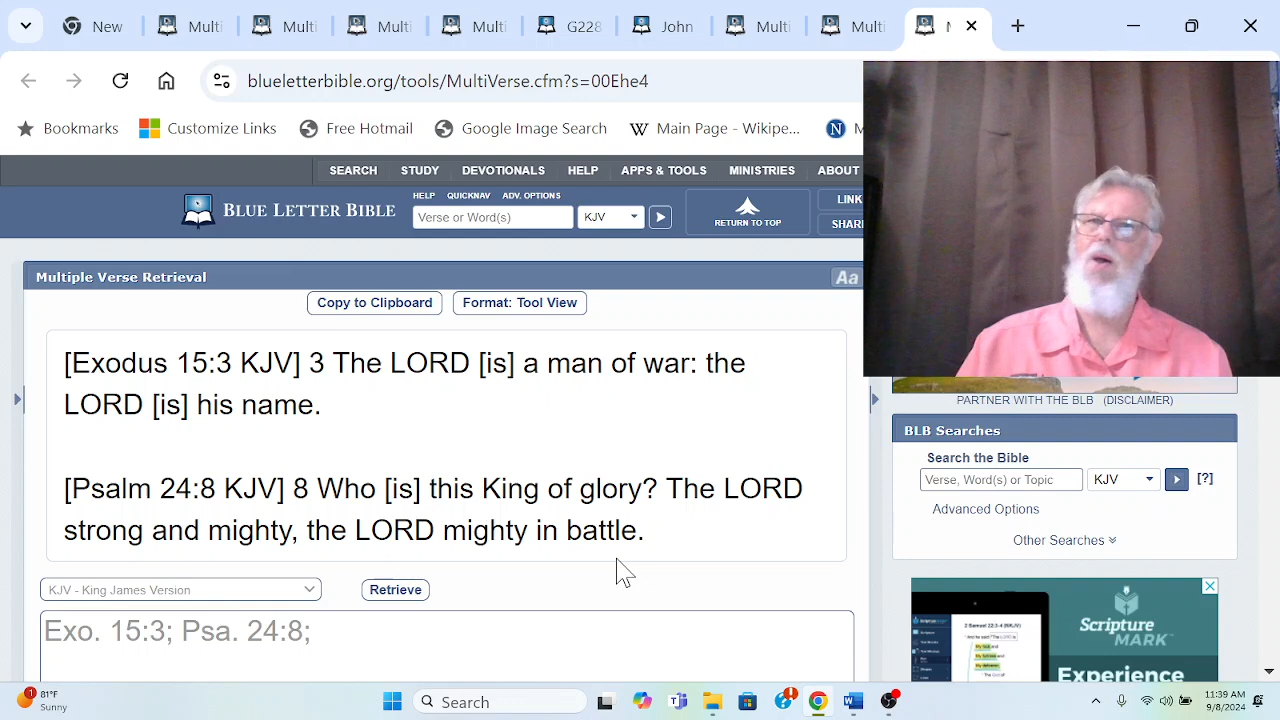 New
Multi
Multi
Multi
Multi
G228
John
Multi
Multi
blueletterbible.org/tools/MultiVerse.cfm?s=00Ehe4
Bookmarks
Customize Links
Free Hotmail
Google Image Search
Main Page - Wikipe...
SEARCH STUDY DEVOTIONALS HELP APPS & TOOLS MINISTRIES ABOUT
HELP QUICKNAV ADV. OPTIONS
BLUE LETTER BIBLE
Verse or Word(s)
KJV
RETURN TO TOP
LINK
SHAR
Multiple Verse Retrieval
Aa
Copy to Clipboard
Format: Tool View
[Exodus 15:3 KJV] 3 The LORD [is] a man of war: the
LORD [is] his name.
[Psalm 24:8 KJV] 8 Who [is] this King of glory? The LORD
strong and mighty, the LORD mighty in battle.
KJV - King James Version
Retrieve
Exo. 15:3; Psa. 24:8
PARTNER WITH THE BLB (DISCLAIMER)
BLB Searches
Search the Bible
Verse, Word(s) or Topic
KJV
[?]
Advanced Options
Other Searches
2 Samuel 22:3-4 (NKJV)
Scripture
MARK™
Experience
81°F
Sunny
Search
11:39 AM
9/8/2024